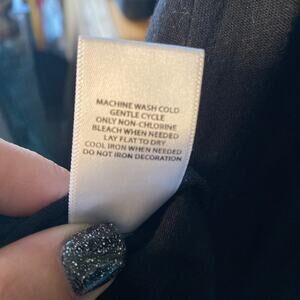 MACHINE WASH COLD
GENTLE CYCLE
ONLY NON-CHLORINE
BLEACH WHEN NEEDED
LAY FLAT TO DRY
COOL IRON WHEN NEEDED
DO NOT IRON DECORATION